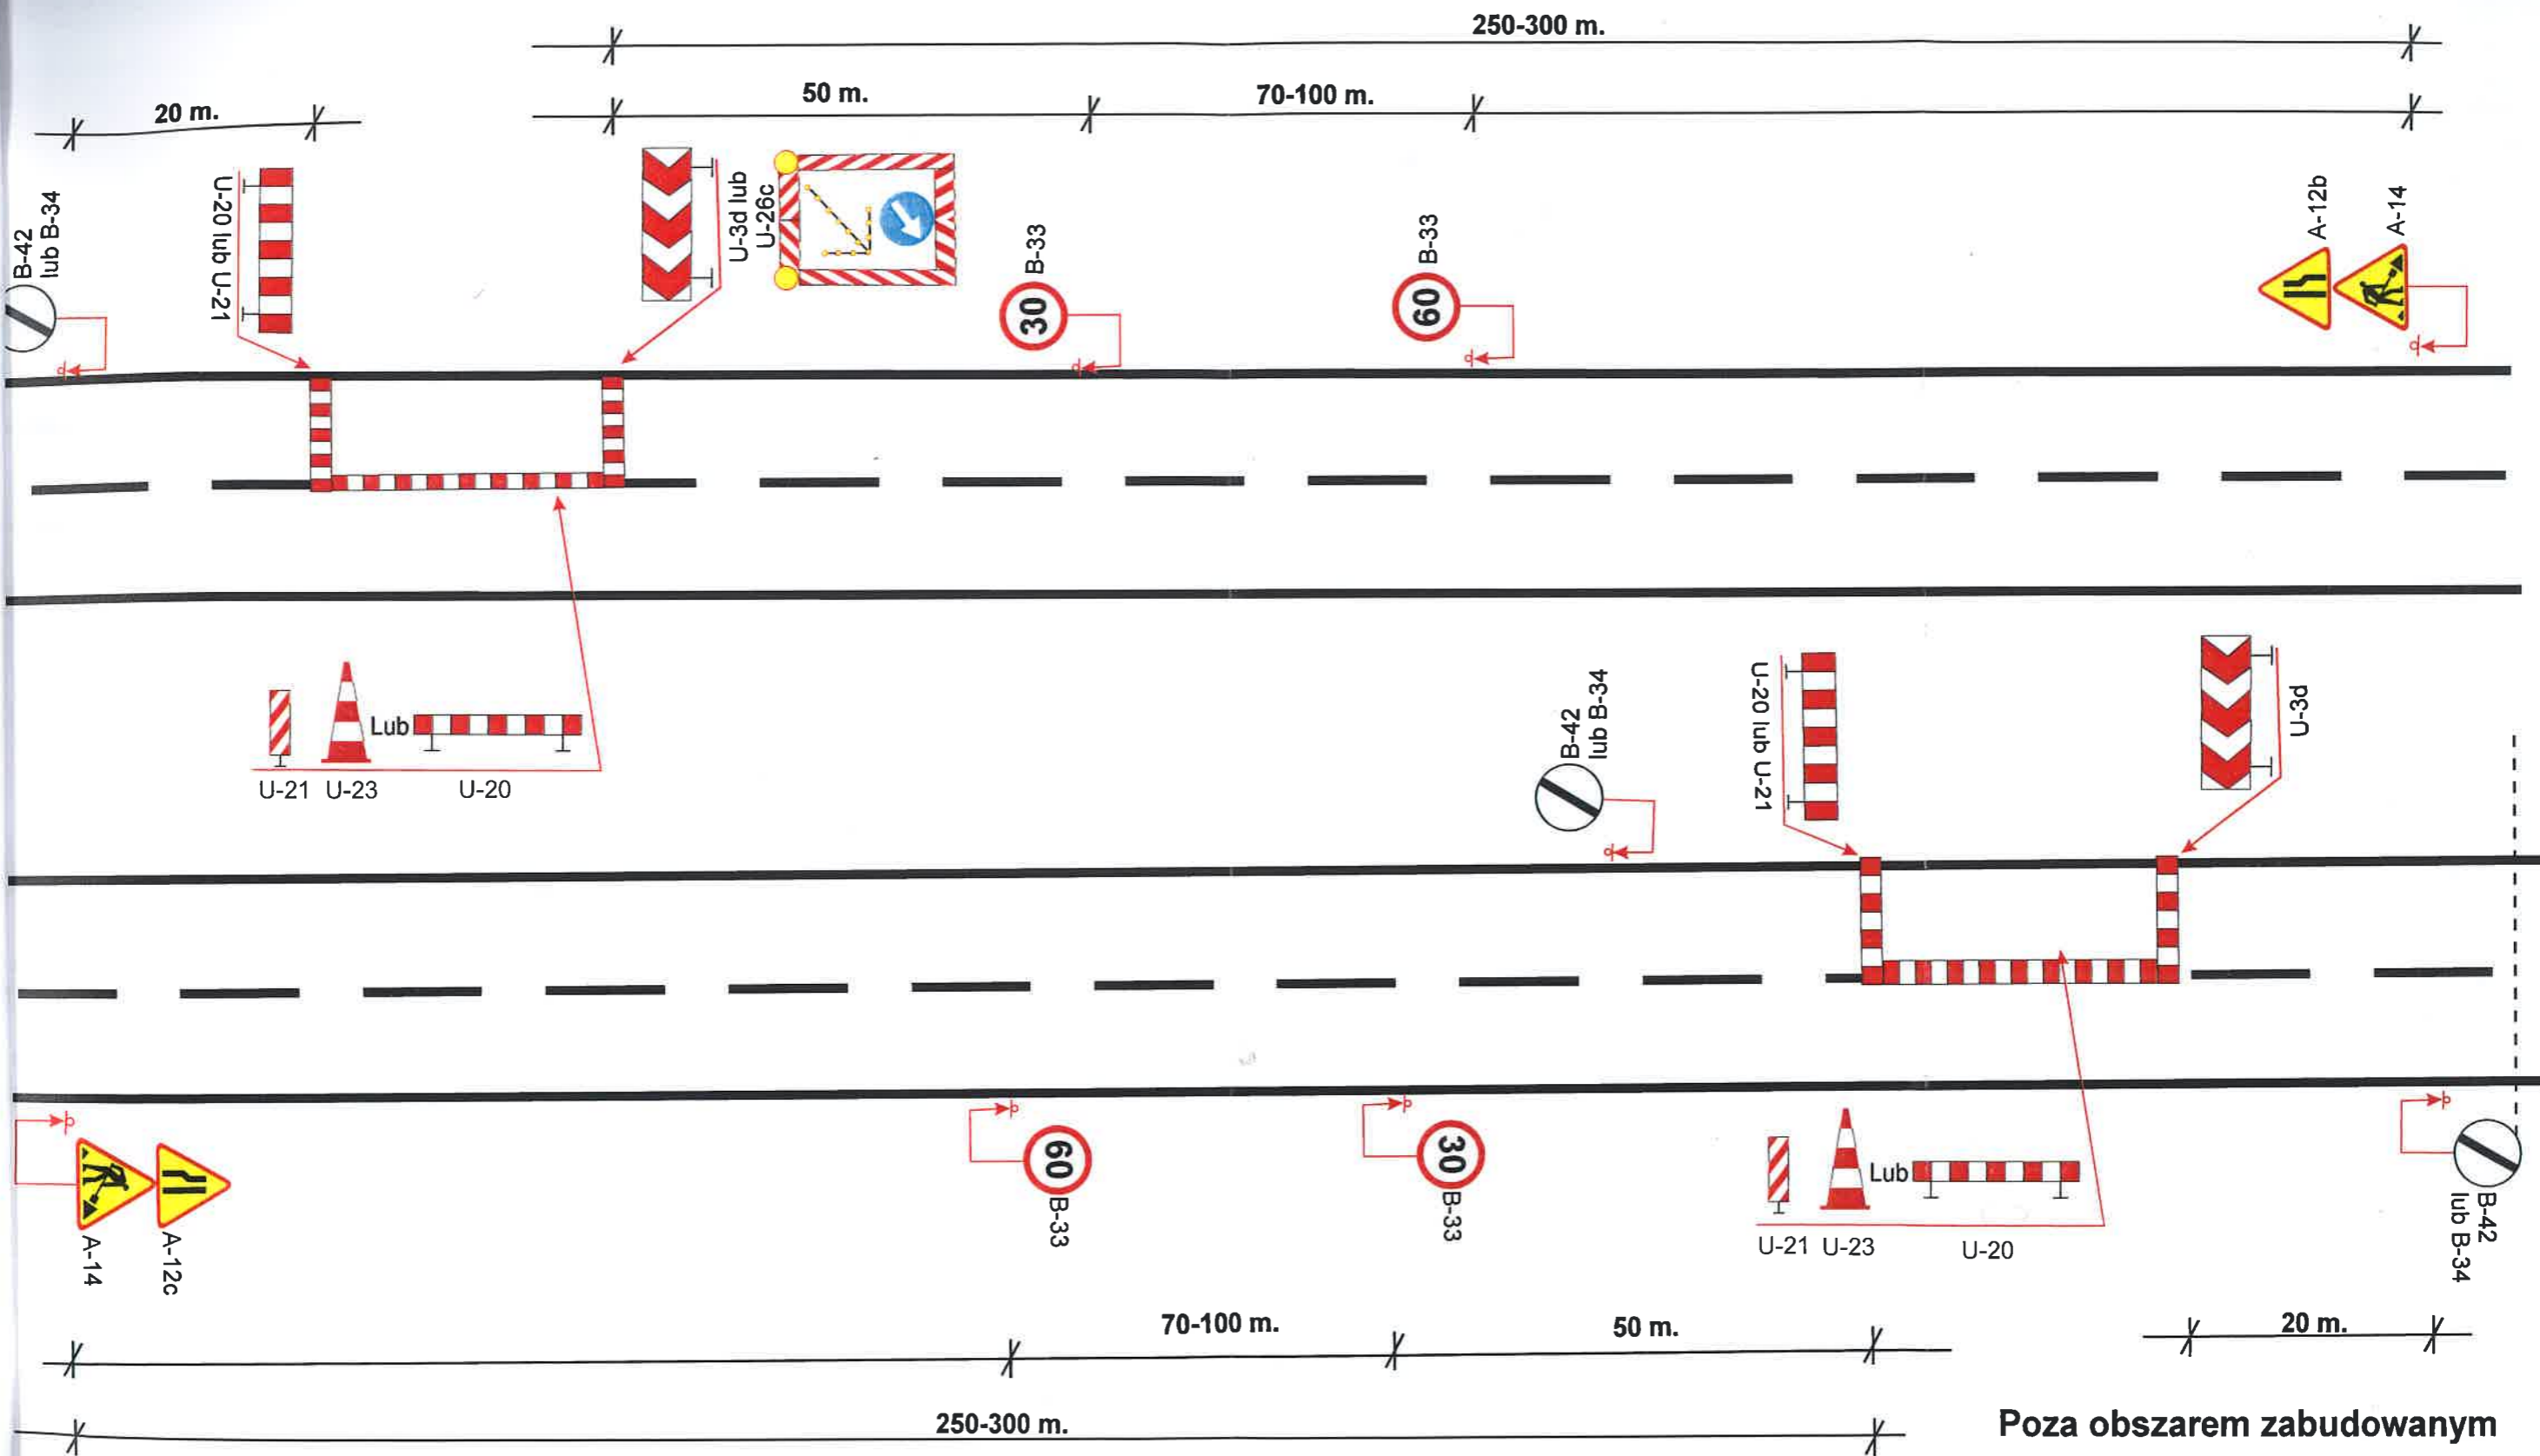 250-300 m.
20 m.
50 m.
70-100 m.
B-42
lub B-34
U-20 lub U-21
U-3d lub
U-26c
B-33
30
B-33
60
A-12b
A-14
Lub
U-21
U-23
U-20
B-42
lub B-34
U-20 lub U-21
U-3d
A-14
A-12c
60
B-33
30
B-33
Lub
U-21
U-23
U-20
B-42
lub B-34
70-100 m.
50 m.
20 m.
250-300 m.
Poza obszarem zabudowanym